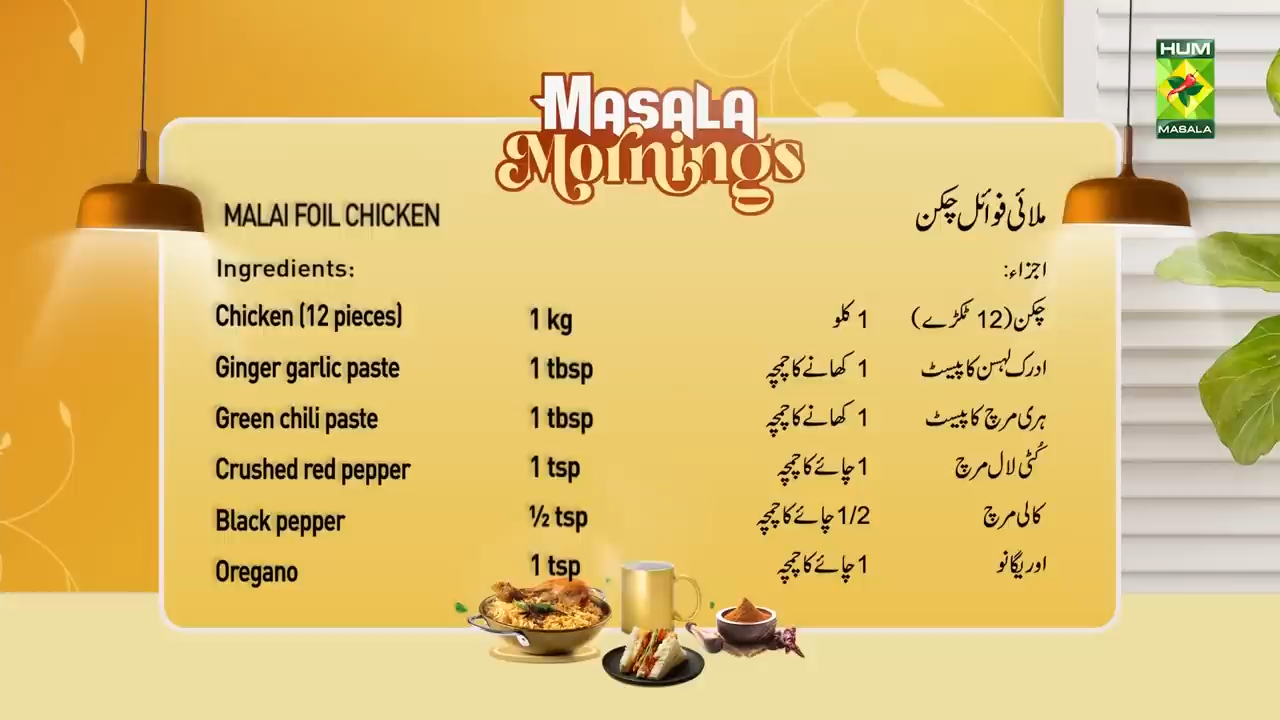 HUM
MASALA
MASALA
Mornings
MALAI FOIL CHICKEN ملائی فوائل چکن
Ingredients: اجزاء:
Chicken (12 pieces) 1 kg 1 کلو چکن (12 ٹکڑے)
Ginger garlic paste 1 tbsp 1 کھانے کا چمچہ ادرک لہسن کا پیسٹ
Green chili paste 1 tbsp 1 کھانے کا چمچہ ہری مرچ کا پیسٹ
Crushed red pepper 1 tsp 1 چائے کا چمچہ کُٹی لال مرچ
Black pepper ½ tsp 1/2 چائے کا چمچہ کالی مرچ
Oregano 1 tsp 1 چائے کا چمچہ اوریگانو